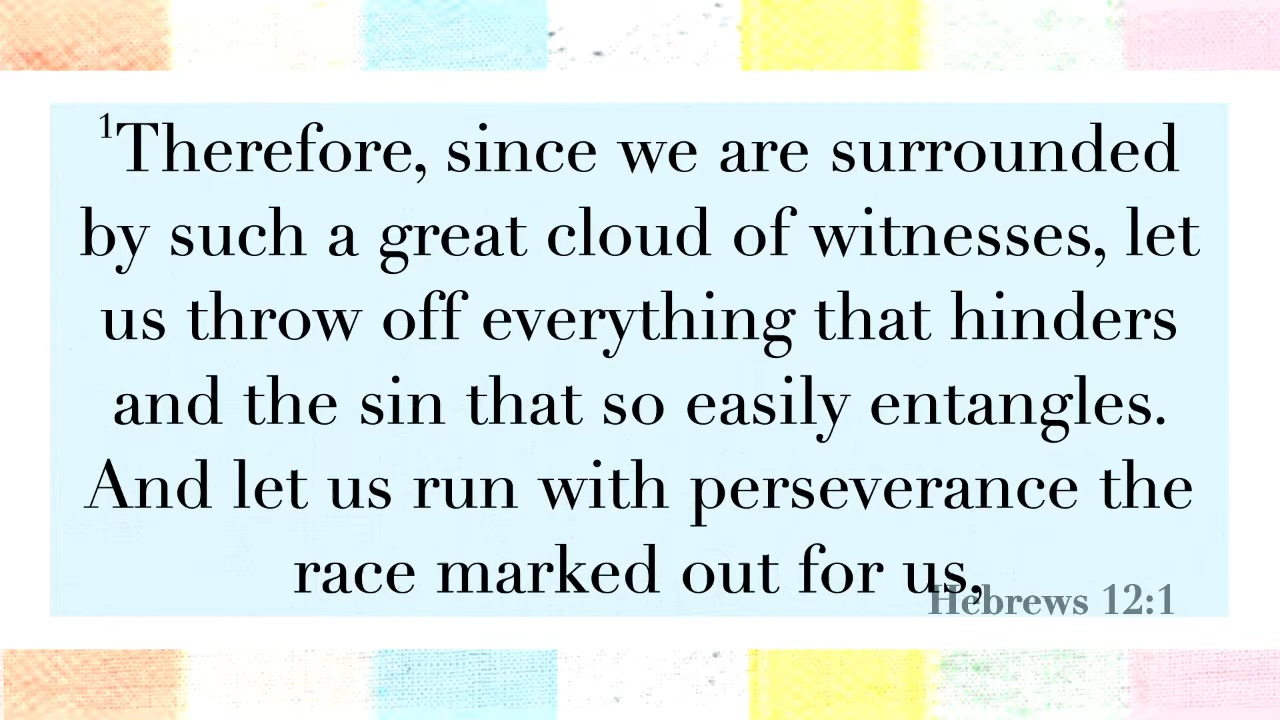 1Therefore, since we are surrounded
by such a great cloud of witnesses, let
us throw off everything that hinders
and the sin that so easily entangles.
And let us run with perseverance the
race marked out for us,
Hebrews 12:1